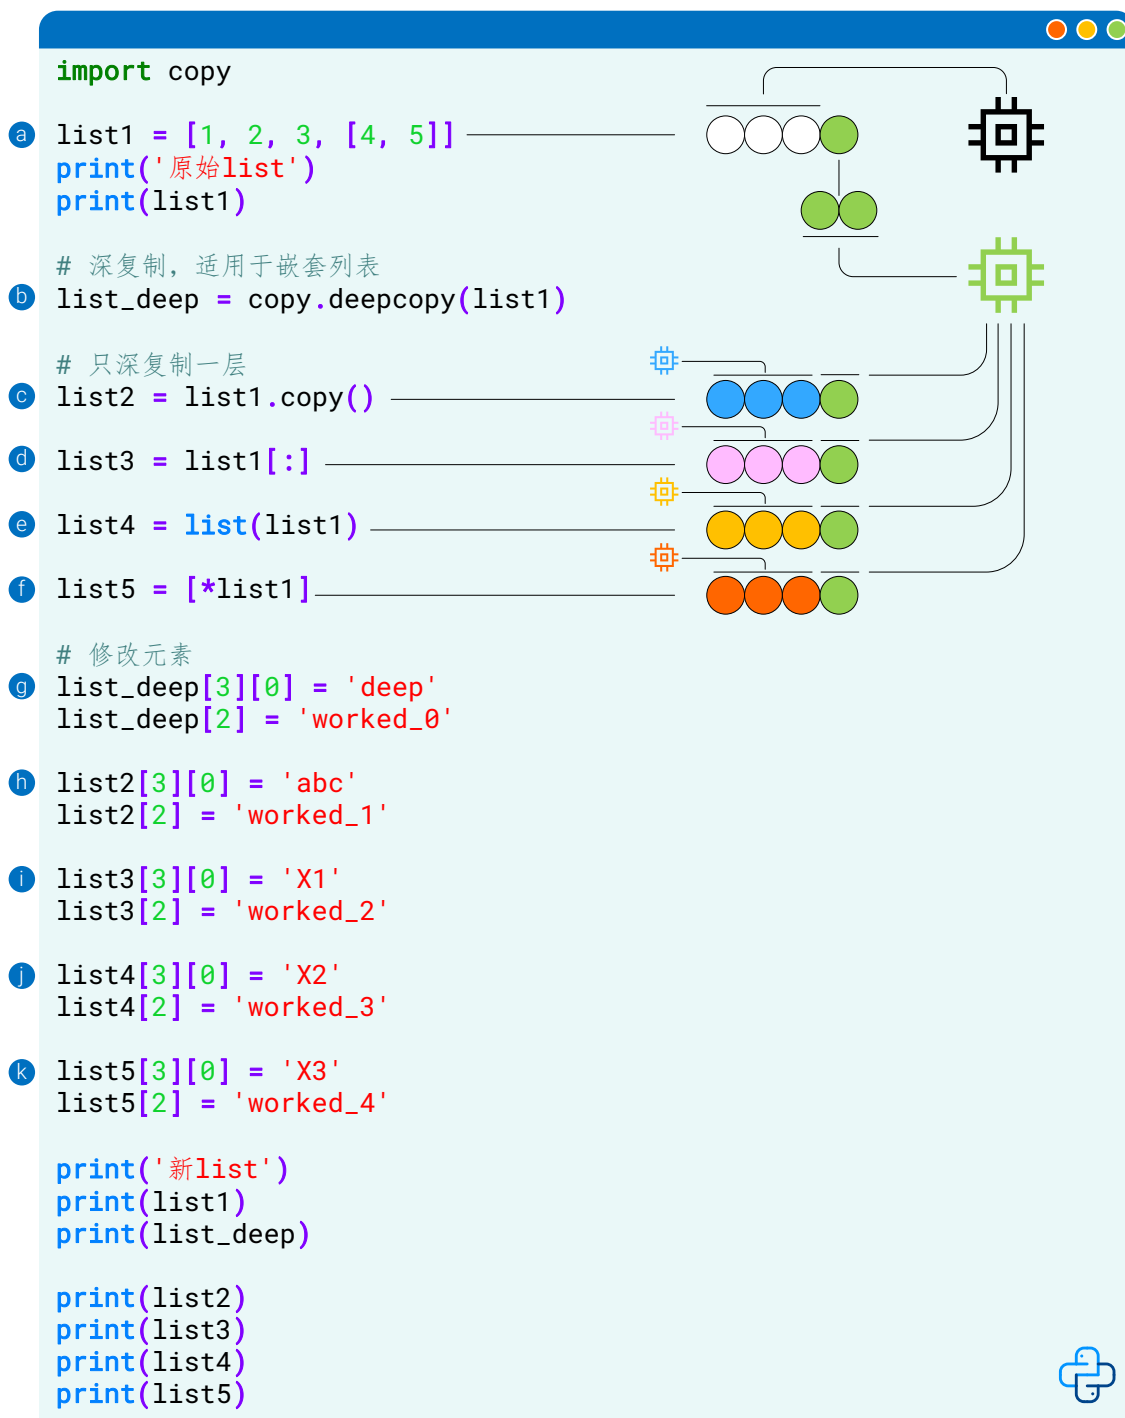 import copy
a
list1 = [1, 2, 3, [4, 5]]
print('原始list')
print(list1)
# 深复制，适用于嵌套列表
b
list_deep = copy.deepcopy(list1)
# 只深复制一层
c
list2 = list1.copy()
d
list3 = list1[:]
e
list4 = list(list1)
f
list5 = [*list1]
# 修改元素
g
list_deep[3][0] = 'deep'
list_deep[2] = 'worked_0'
h
list2[3][0] = 'abc'
list2[2] = 'worked_1'
i
list3[3][0] = 'X1'
list3[2] = 'worked_2'
j
list4[3][0] = 'X2'
list4[2] = 'worked_3'
k
list5[3][0] = 'X3'
list5[2] = 'worked_4'
print('新list')
print(list1)
print(list_deep)
print(list2)
print(list3)
print(list4)
print(list5)